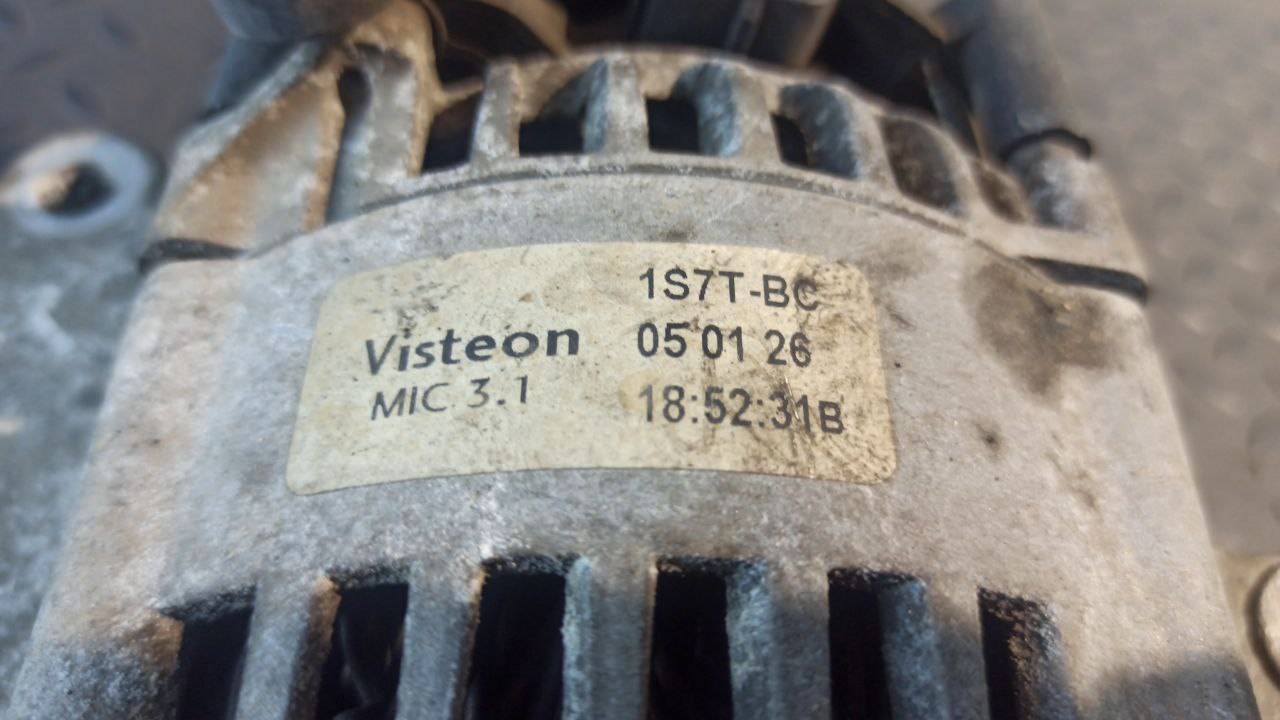 Visteon
MIC 3.1
1S7T-BC
05 01 26
18:52:31B